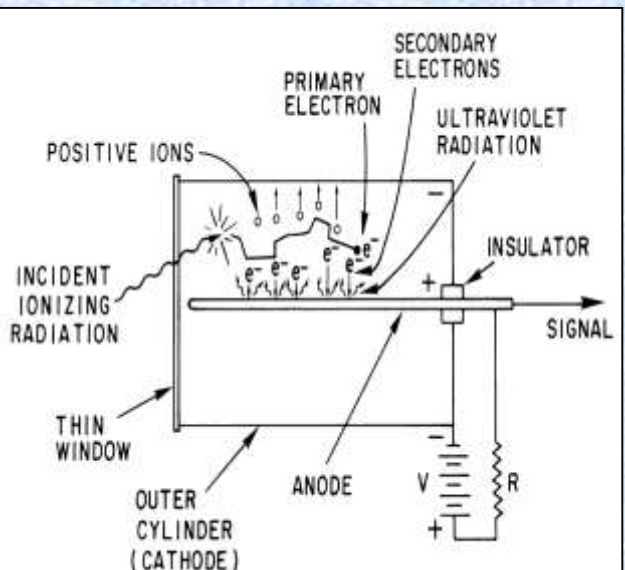 SECONDARY
ELECTRONS
PRIMARY
ELECTRON
ULTRAVIOLET
RADIATION
POSITIVE IONS
−
e−
INSULATOR
e− e− e− e− e−
+
INCIDENT
IONIZING
RADIATION
SIGNAL
THIN
WINDOW
−
ANODE
V
R
OUTER
CYLINDER
(CATHODE)
+